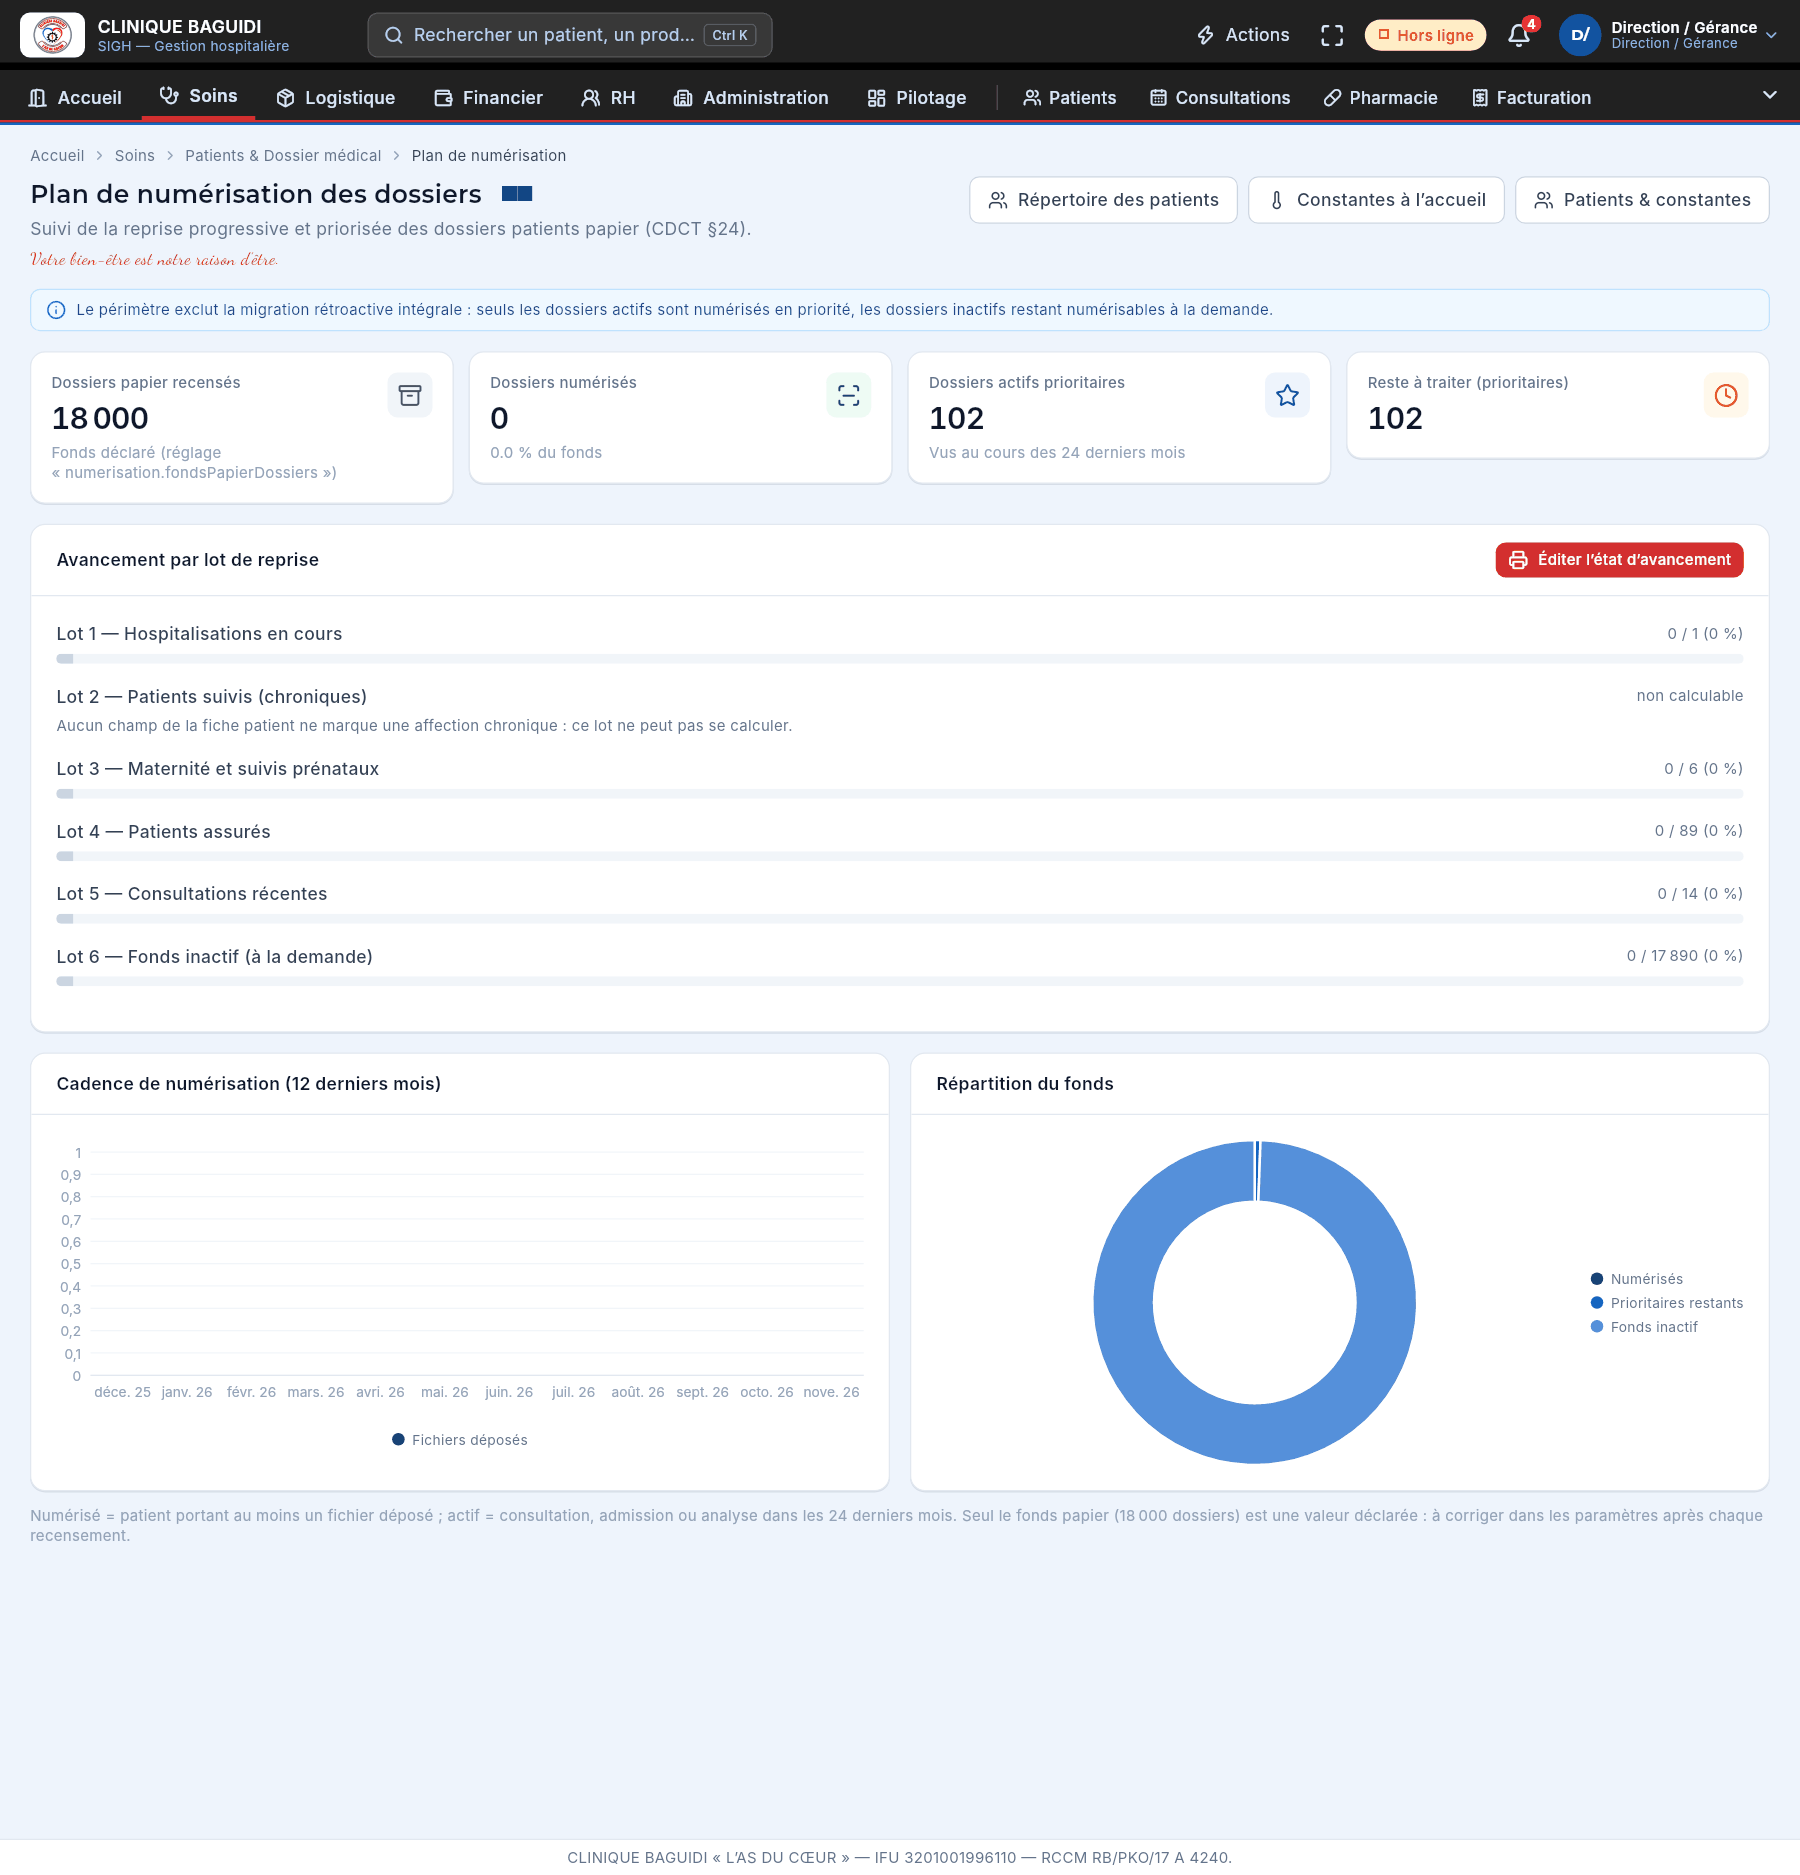 CLINIQUE BAGUIDI
SIGH — Gestion hospitalière
Rechercher un patient, un prod...
Ctrl K
Actions
Hors ligne
4
D/
Direction / Gérance
Direction / Gérance
Accueil
Soins
Logistique
Financier
RH
Administration
Pilotage
Patients
Consultations
Pharmacie
Facturation
Accueil > Soins > Patients & Dossier médical > Plan de numérisation
Plan de numérisation des dossiers
Répertoire des patients
Constantes à l’accueil
Patients & constantes
Suivi de la reprise progressive et priorisée des dossiers patients papier (CDCT §24).
Votre bien-être est notre raison d'être.
Le périmètre exclut la migration rétroactive intégrale : seuls les dossiers actifs sont numérisés en priorité, les dossiers inactifs restant numérisables à la demande.
Dossiers papier recensés
18 000
Fonds déclaré (réglage
« numerisation.fondsPapierDossiers »)
Dossiers numérisés
0
0.0 % du fonds
Dossiers actifs prioritaires
102
Vus au cours des 24 derniers mois
Reste à traiter (prioritaires)
102
Avancement par lot de reprise
Éditer l’état d’avancement
Lot 1 — Hospitalisations en cours
0 / 1 (0 %)
Lot 2 — Patients suivis (chroniques)
non calculable
Aucun champ de la fiche patient ne marque une affection chronique : ce lot ne peut pas se calculer.
Lot 3 — Maternité et suivis prénataux
0 / 6 (0 %)
Lot 4 — Patients assurés
0 / 89 (0 %)
Lot 5 — Consultations récentes
0 / 14 (0 %)
Lot 6 — Fonds inactif (à la demande)
0 / 17 890 (0 %)
Cadence de numérisation (12 derniers mois)
1
0,9
0,8
0,7
0,6
0,5
0,4
0,3
0,2
0,1
0
déce. 25 janv. 26 févr. 26 mars. 26 avri. 26 mai. 26 juin. 26 juil. 26 août. 26 sept. 26 octo. 26 nove. 26
Fichiers déposés
Répartition du fonds
Numérisés
Prioritaires restants
Fonds inactif
Numérisé = patient portant au moins un fichier déposé ; actif = consultation, admission ou analyse dans les 24 derniers mois. Seul le fonds papier (18 000 dossiers) est une valeur déclarée : à corriger dans les paramètres après chaque
recensement.
CLINIQUE BAGUIDI « L’AS DU CŒUR » — IFU 3201001996110 — RCCM RB/PKO/17 A 4240.